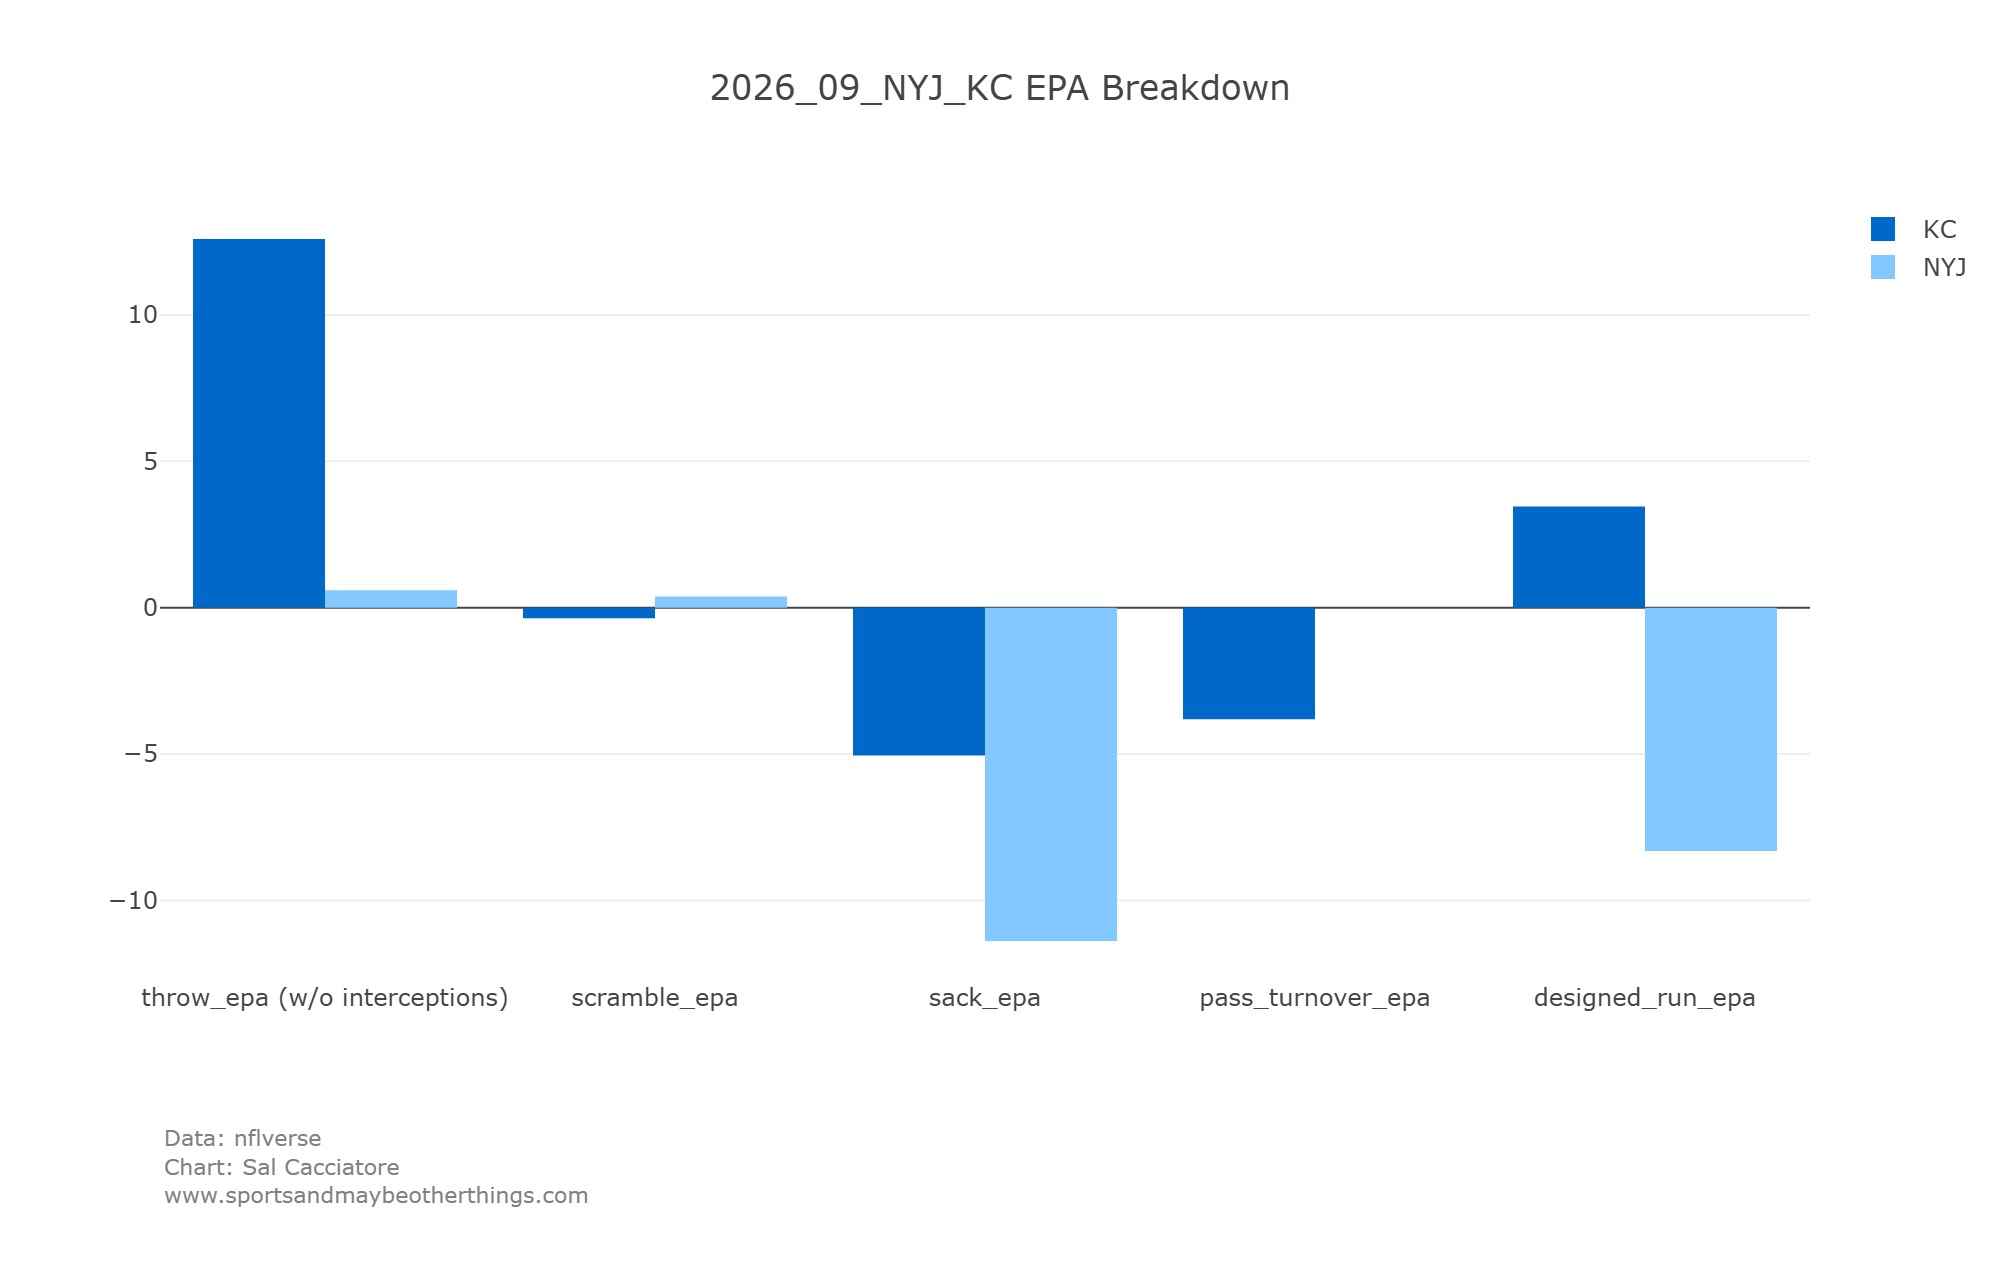 2026_09_NYJ_KC EPA Breakdown
KC
NYJ
10
5
0
−5
−10
throw_epa (w/o interceptions)
scramble_epa
sack_epa
pass_turnover_epa
designed_run_epa
Data: nflverse
Chart: Sal Cacciatore
www.sportsandmaybeotherthings.com